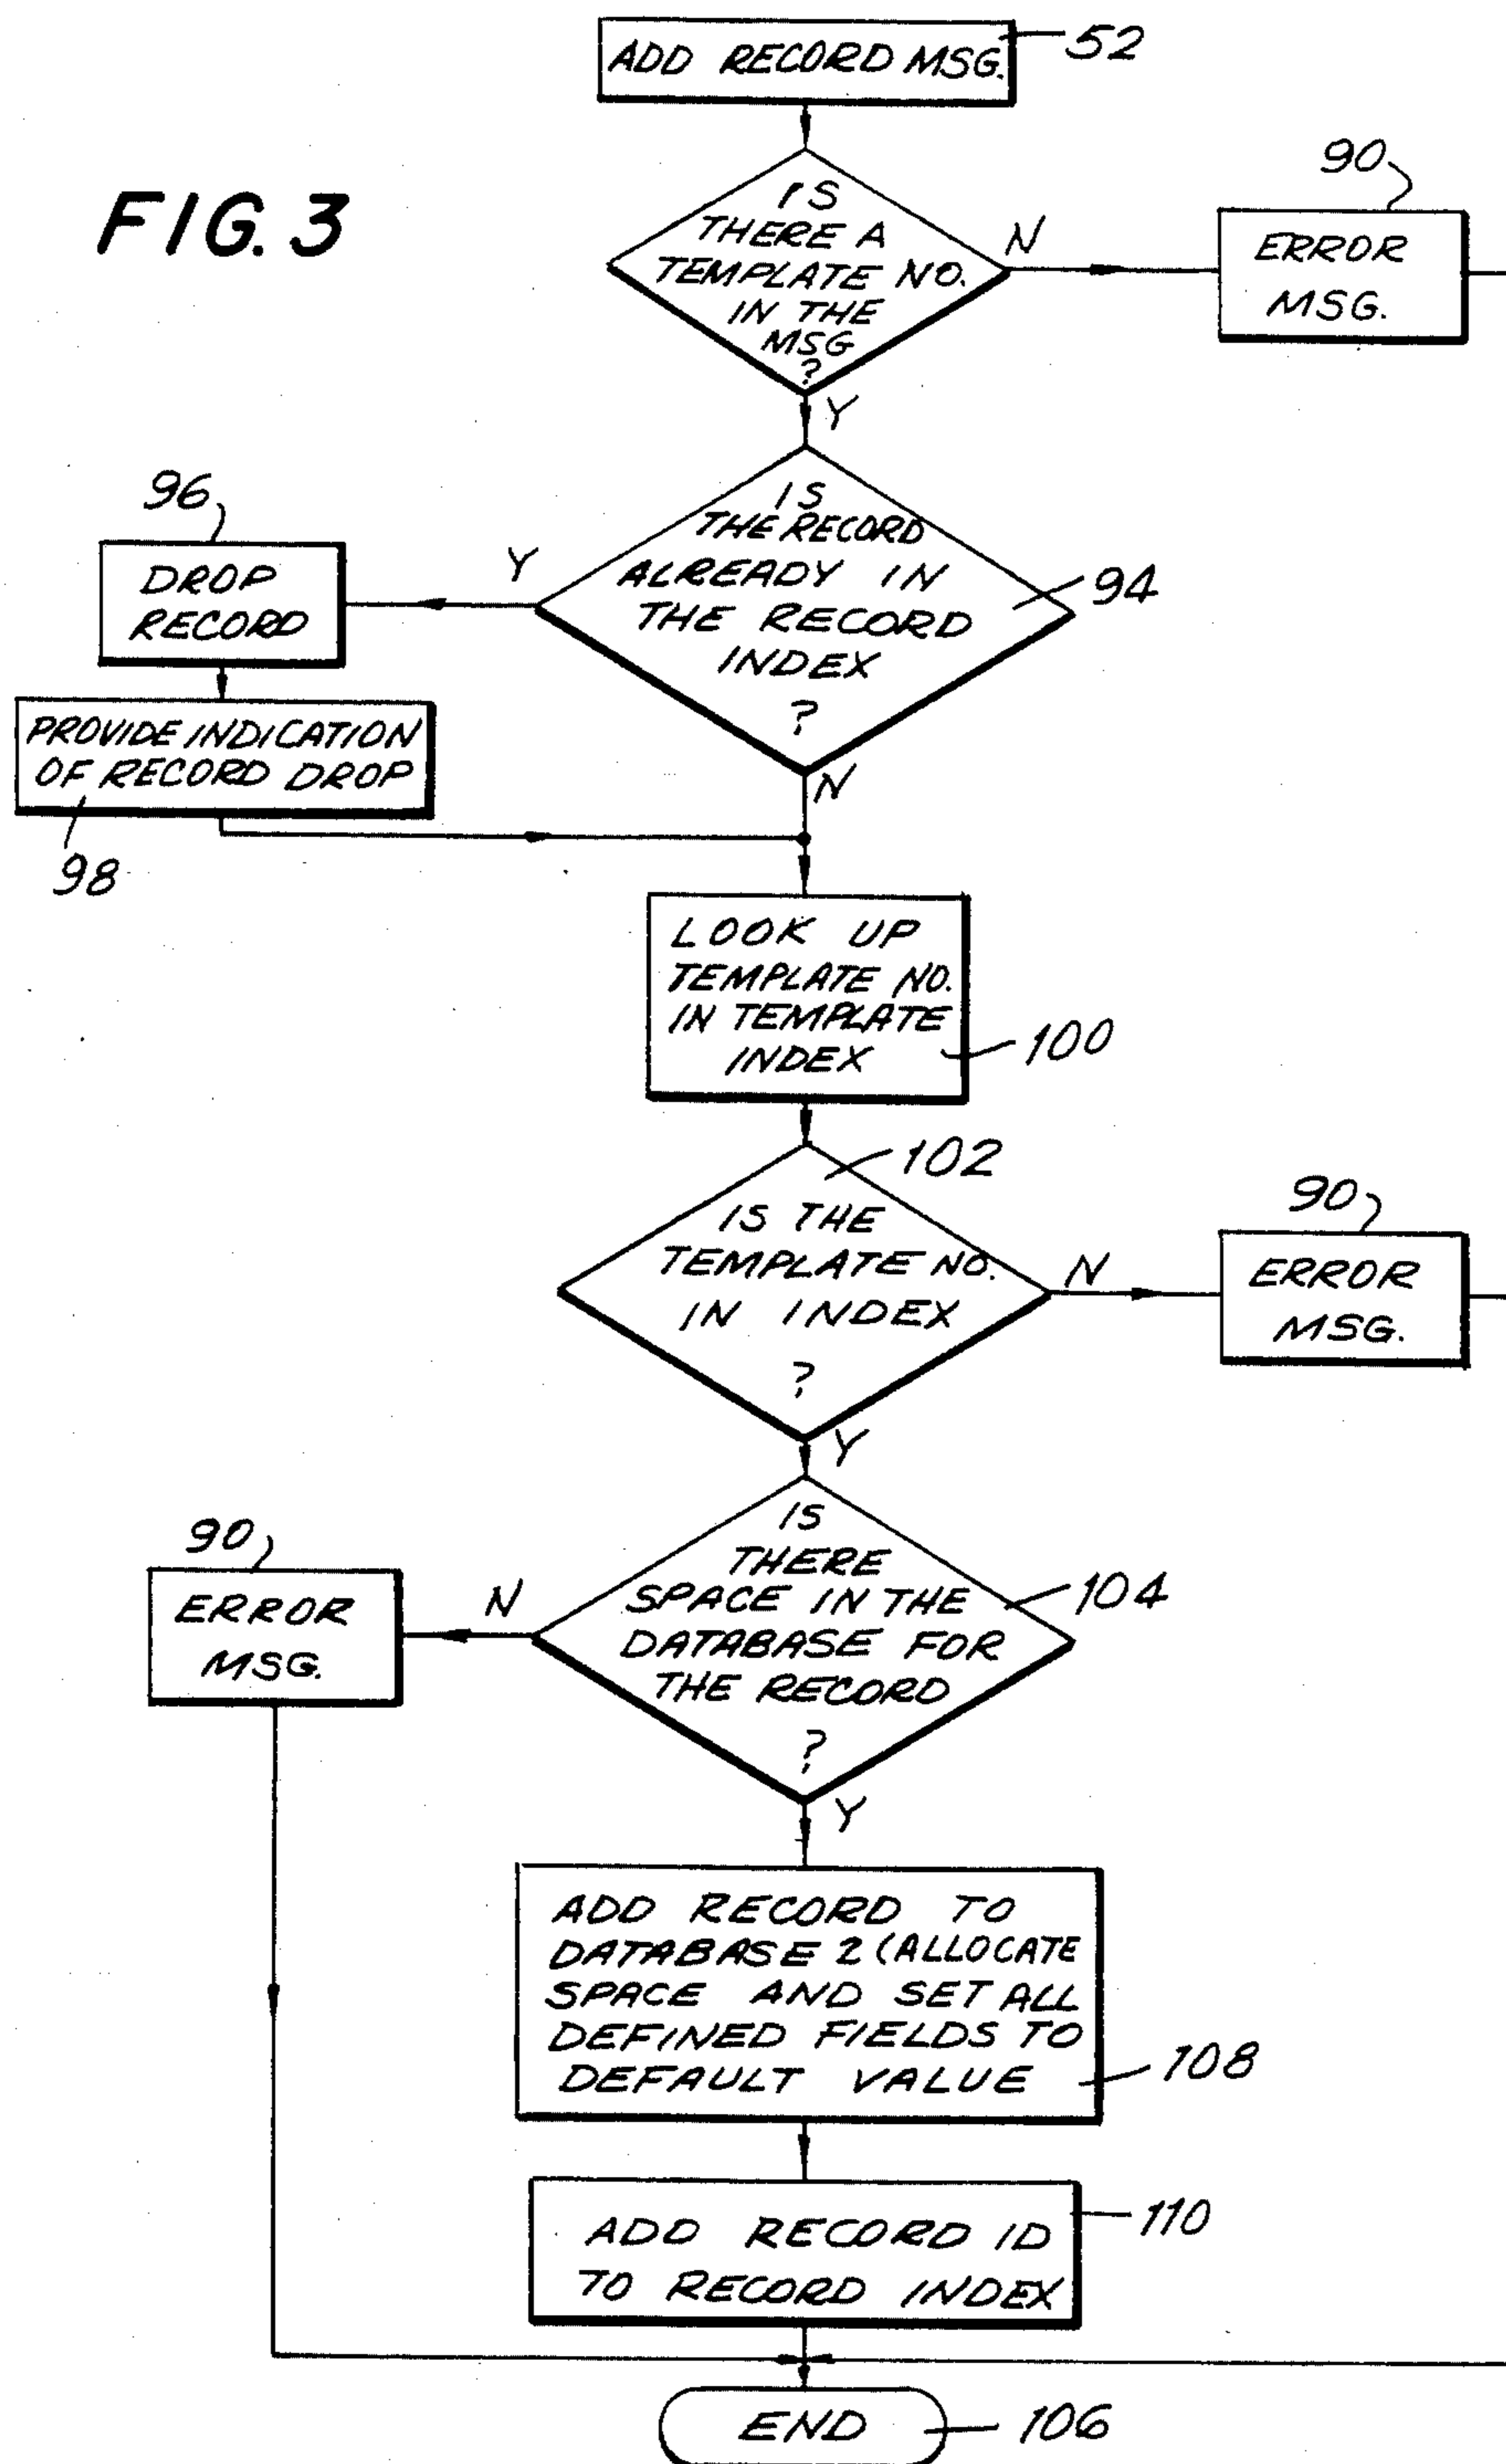 ADD RECORD MSG.
52
FIG. 3
IS
THERE A
TEMPLATE NO.
IN THE
MSG
?
N
90
ERROR
MSG.
Y
IS
THE RECORD
ALREADY IN
THE RECORD
INDEX
?
94
Y
96
DROP
RECORD
PROVIDE INDICATION
OF RECORD DROP
98
N
LOOK UP
TEMPLATE NO.
IN TEMPLATE
INDEX
100
102
IS THE
TEMPLATE NO.
IN INDEX
?
N
90
ERROR
MSG.
Y
IS
THERE
SPACE IN THE
DATABASE FOR
THE RECORD
?
104
N
90
ERROR
MSG.
Y
ADD RECORD TO
DATABASE 2 (ALLOCATE
SPACE AND SET ALL
DEFINED FIELDS TO
DEFAULT VALUE
108
ADD RECORD ID
TO RECORD INDEX
110
END
106